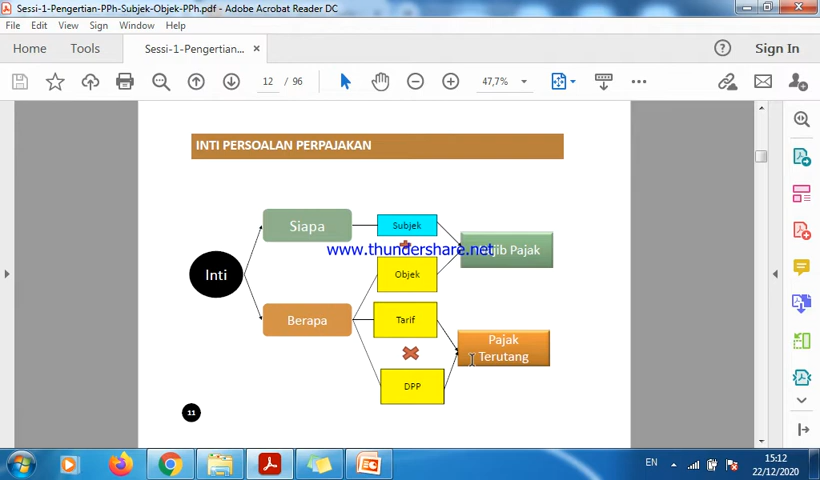 Sessi-1-Pengertian-PPh-Subjek-Objek-PPh.pdf - Adobe Acrobat Reader DC
File Edit View Sign Window Help
Home Tools Sessi-1-Pengertian... × Sign In
12 / 96 47,7%
INTI PERSOALAN PERPAJAKAN
Siapa
Subjek
www.thundershare.net
jib Pajak
Inti
Objek
Berapa
Tarif
Pajak
Terutang
DPP
11
EN
15:12
22/12/2020